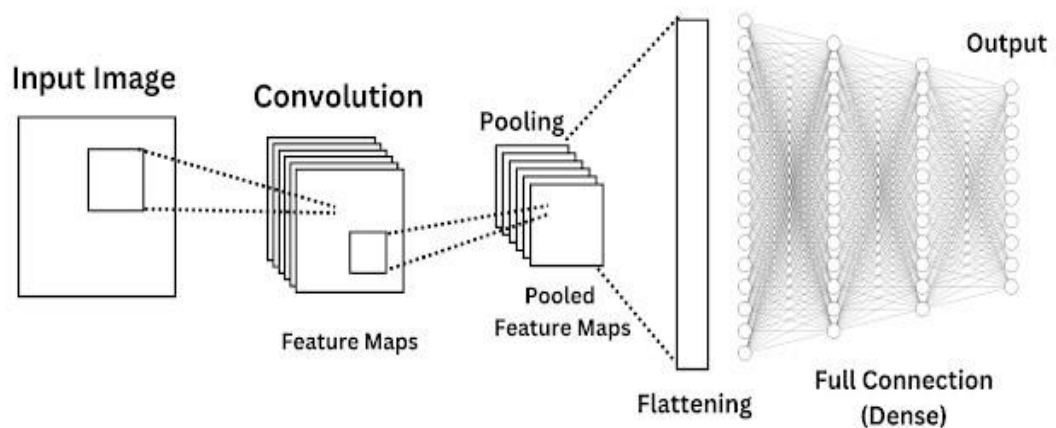 Input Image
Convolution
Feature Maps
Pooling
Pooled
Feature Maps
Flattening
Output
Full Connection
(Dense)